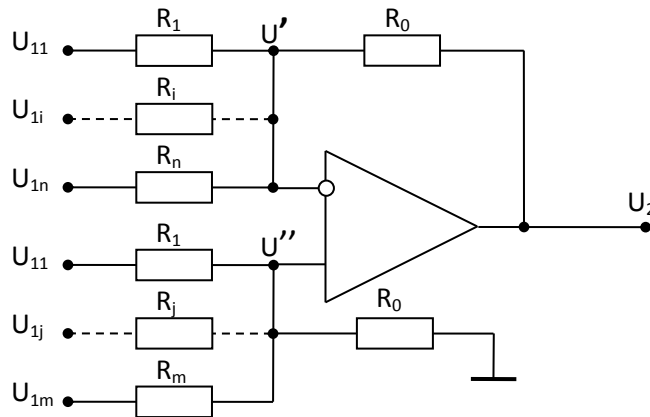 R₁
U' R₀
U₁₁
Rᵢ
U₁ᵢ
Rₙ
U₁ₙ
U₂
R₁
U''
U₁₁
Rⱼ
R₀
U₁ⱼ
Rₘ
U₁ₘ